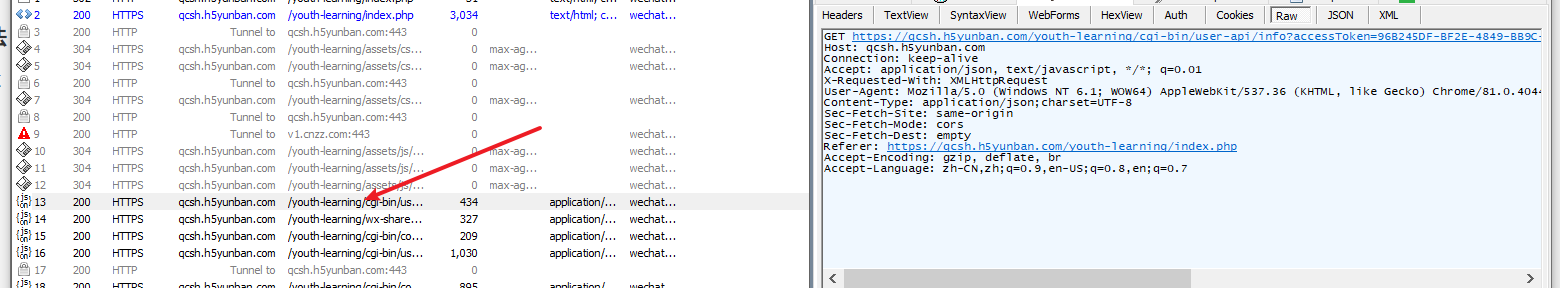 2 200 HTTPS qcsh.h5yunban.com /youth-learning/index.php 3,034 text/html; c... wechat...
3 200 HTTP Tunnel to qcsh.h5yunban.com:443 0
4 304 HTTPS qcsh.h5yunban.com /youth-learning/assets/cs... 0 max-ag... wechat...
5 304 HTTPS qcsh.h5yunban.com /youth-learning/assets/cs... 0 max-ag... wechat...
6 200 HTTP Tunnel to qcsh.h5yunban.com:443 0
7 304 HTTPS qcsh.h5yunban.com /youth-learning/assets/cs... 0 max-ag... wechat...
8 200 HTTP Tunnel to qcsh.h5yunban.com:443 0
9 200 HTTP Tunnel to v1.cnzz.com:443 0 wechat...
10 304 HTTPS qcsh.h5yunban.com /youth-learning/assets/js/... 0 max-ag... wechat...
11 304 HTTPS qcsh.h5yunban.com /youth-learning/assets/js/... 0 max-ag... wechat...
12 304 HTTPS qcsh.h5yunban.com /youth-learning/assets/js/... 0 max-ag... wechat...
13 200 HTTPS qcsh.h5yunban.com /youth-learning/cgi-bin/us... 434 application/... wechat...
14 200 HTTPS qcsh.h5yunban.com /youth-learning/wx-share... 327 application/... wechat...
15 200 HTTPS qcsh.h5yunban.com /youth-learning/cgi-bin/co... 209 application/... wechat...
16 200 HTTPS qcsh.h5yunban.com /youth-learning/cgi-bin/us... 1,030 application/... wechat...
17 200 HTTP Tunnel to qcsh.h5yunban.com:443 0
18 200 HTTPS qcsh.h5yunban.com /youth-learning/cgi-bin/co... 895 application/... wechat...
Headers TextView SyntaxView WebForms HexView Auth Cookies Raw JSON XML
GET https://qcsh.h5yunban.com/youth-learning/cgi-bin/user-api/info?accessToken=96B245DF-BF2E-4849-BB9C-
Host: qcsh.h5yunban.com
Connection: keep-alive
Accept: application/json, text/javascript, */*; q=0.01
X-Requested-With: XMLHttpRequest
User-Agent: Mozilla/5.0 (Windows NT 6.1; WOW64) AppleWebKit/537.36 (KHTML, like Gecko) Chrome/81.0.4044
Content-Type: application/json;charset=UTF-8
Sec-Fetch-Site: same-origin
Sec-Fetch-Mode: cors
Sec-Fetch-Dest: empty
Referer: https://qcsh.h5yunban.com/youth-learning/index.php
Accept-Encoding: gzip, deflate, br
Accept-Language: zh-CN,zh;q=0.9,en-US;q=0.8,en;q=0.7